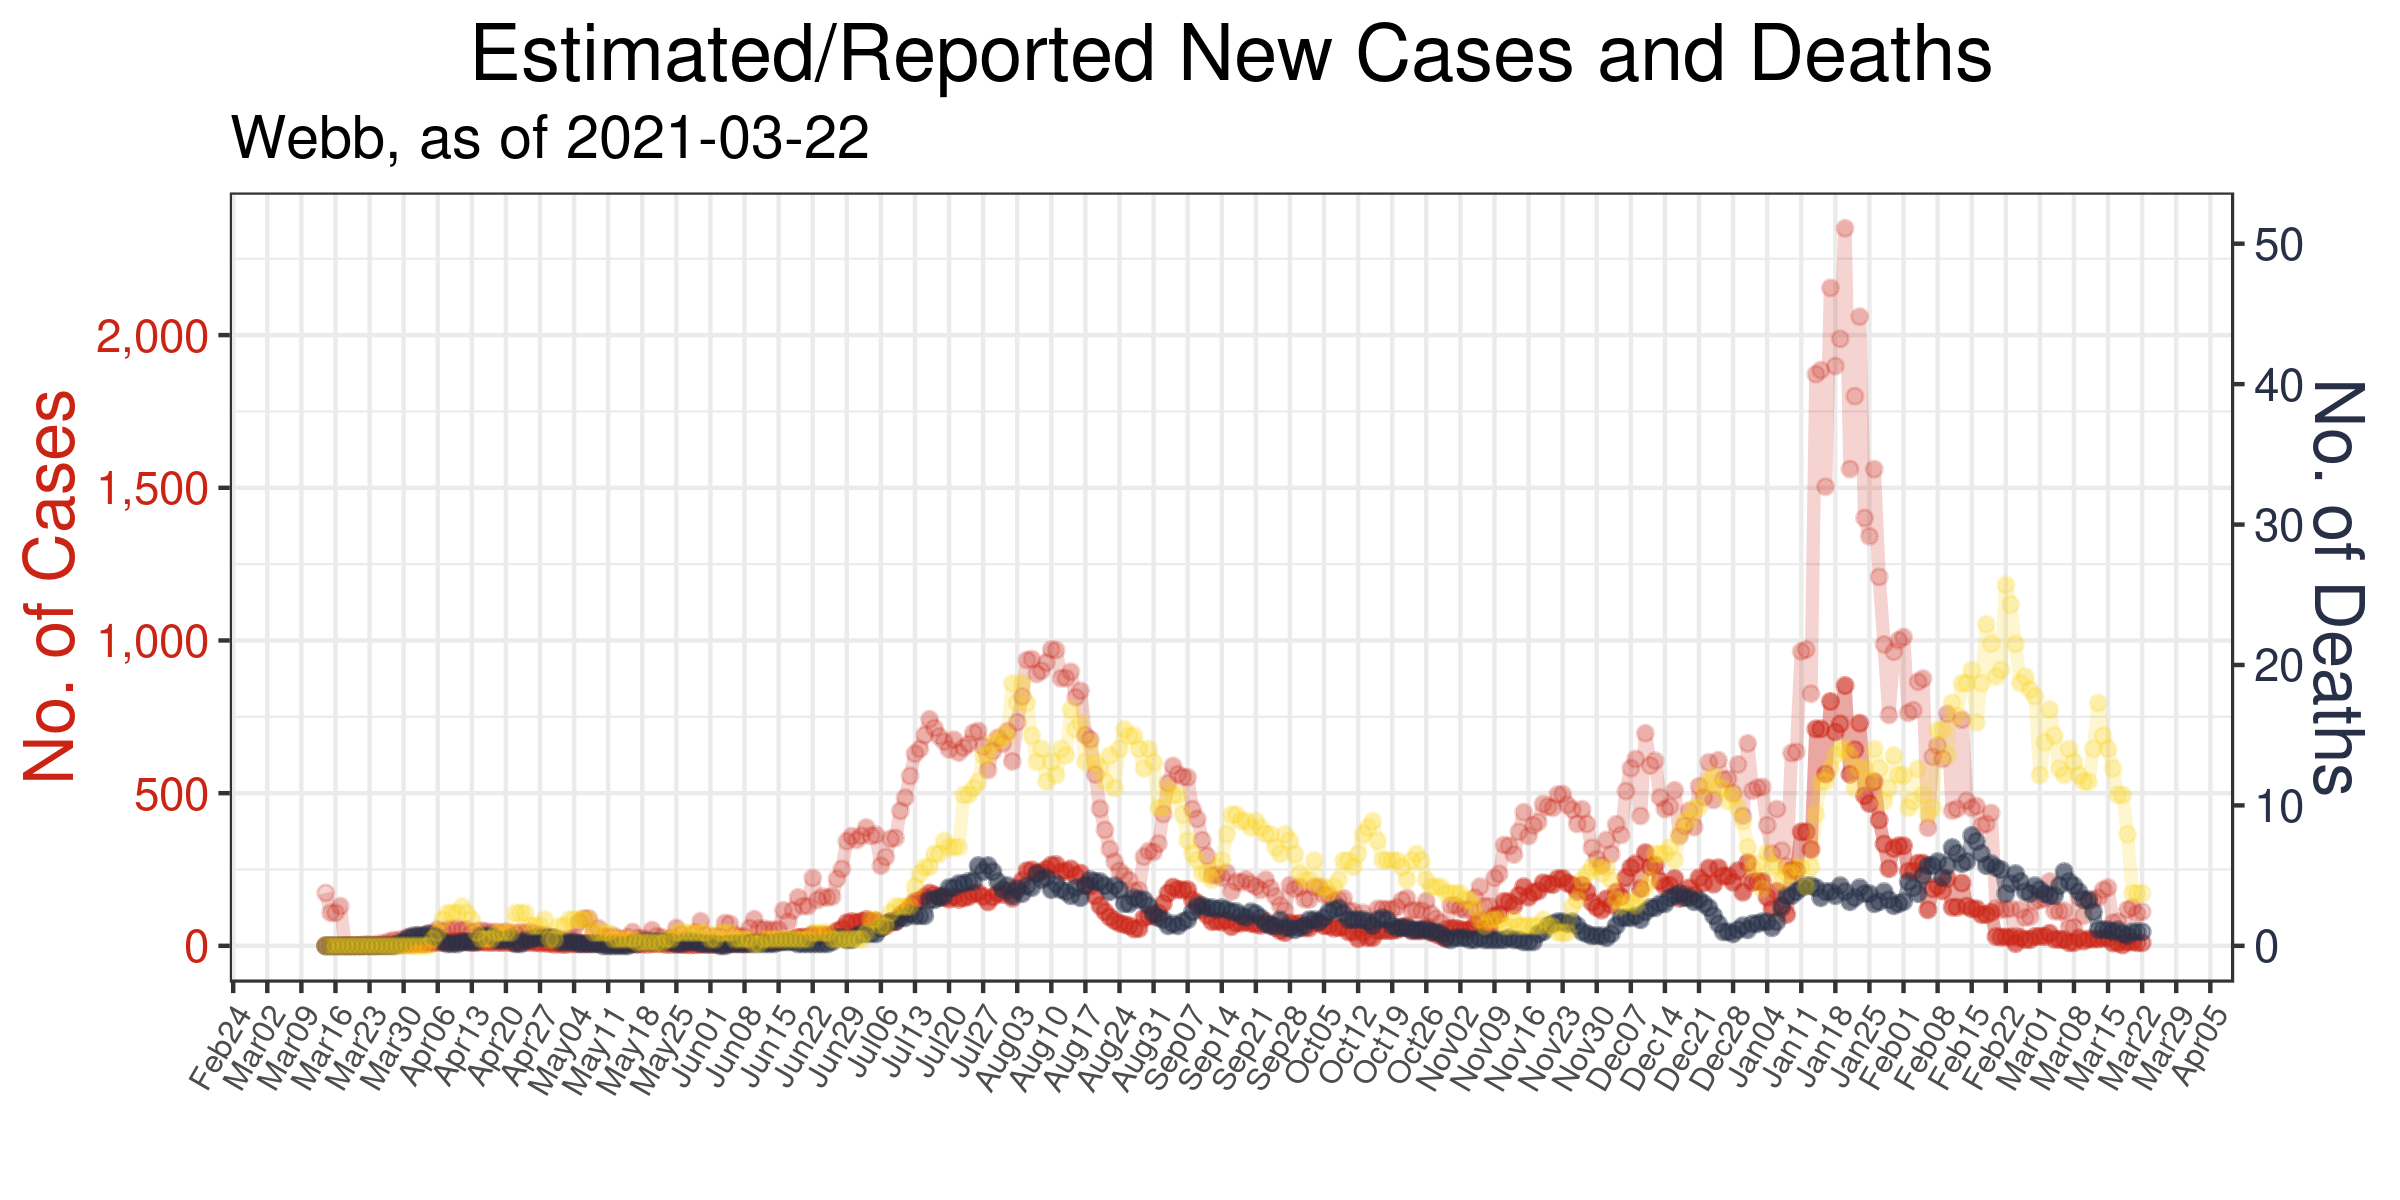 Estimated/Reported New Cases and Deaths
Webb, as of 2021-03-22
No. of Cases
2,000
1,500
1,000
500
0
50
40
30
20
10
0
No. of Deaths
Feb24
Mar02
Mar09
Mar16
Mar23
Mar30
Apr06
Apr13
Apr20
Apr27
May04
May11
May18
May25
Jun01
Jun08
Jun15
Jun22
Jun29
Jul06
Jul13
Jul20
Jul27
Aug03
Aug10
Aug17
Aug24
Aug31
Sep07
Sep14
Sep21
Sep28
Oct05
Oct12
Oct19
Oct26
Nov02
Nov09
Nov16
Nov23
Nov30
Dec07
Dec14
Dec21
Dec28
Jan04
Jan11
Jan18
Jan25
Feb01
Feb08
Feb15
Feb22
Mar01
Mar08
Mar15
Mar22
Mar29
Apr05